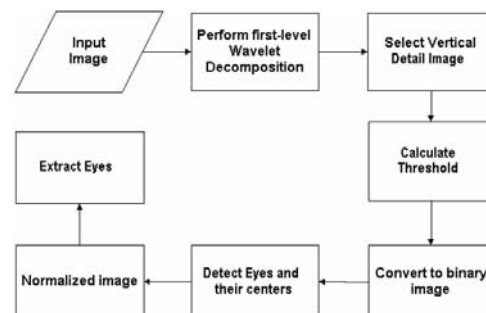 Input
Image
Perform first-level
Wavelet
Decomposition
Select Vertical
Detail Image
Calculate
Threshold
Convert to binary
image
Detect Eyes and
their centers
Normalized image
Extract Eyes